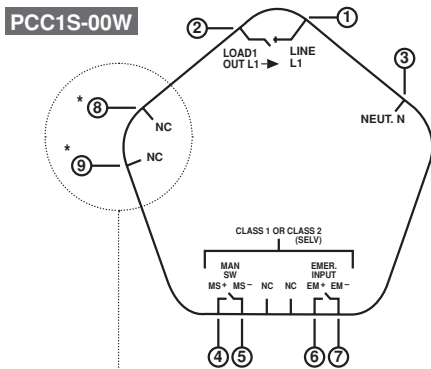 PCC1S-00W
2 1
LOAD1 LINE
OUT L1 L1
3
NEUT. N
* 8
NC
* 9
NC
CLASS 1 OR CLASS 2
(SELV)
MAN EMER.
SW INPUT
MS+ MS− NC NC EM+ EM−
4 5 6 7